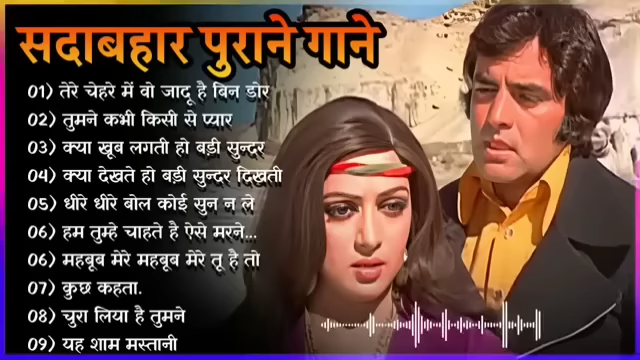 सदाबहार पुराने गाने
01) तेरे चेहरे में वो जादू है बिन डोर
02) तुमने कभी किसी से प्यार
03) क्या खूब लगती हो बड़ी सुन्दर
04) क्या देखते हो बड़ी सुन्दर दिखती
05) धीरे धीरे बोल कोई सुन न ले
06) हम तुम्हे चाहते है ऐसे मरने...
06) महबूब मेरे महबूब मेरे तू है तो
07) कुछ कहता.
08) चुरा लिया है तुमने
09) यह शाम मस्तानी